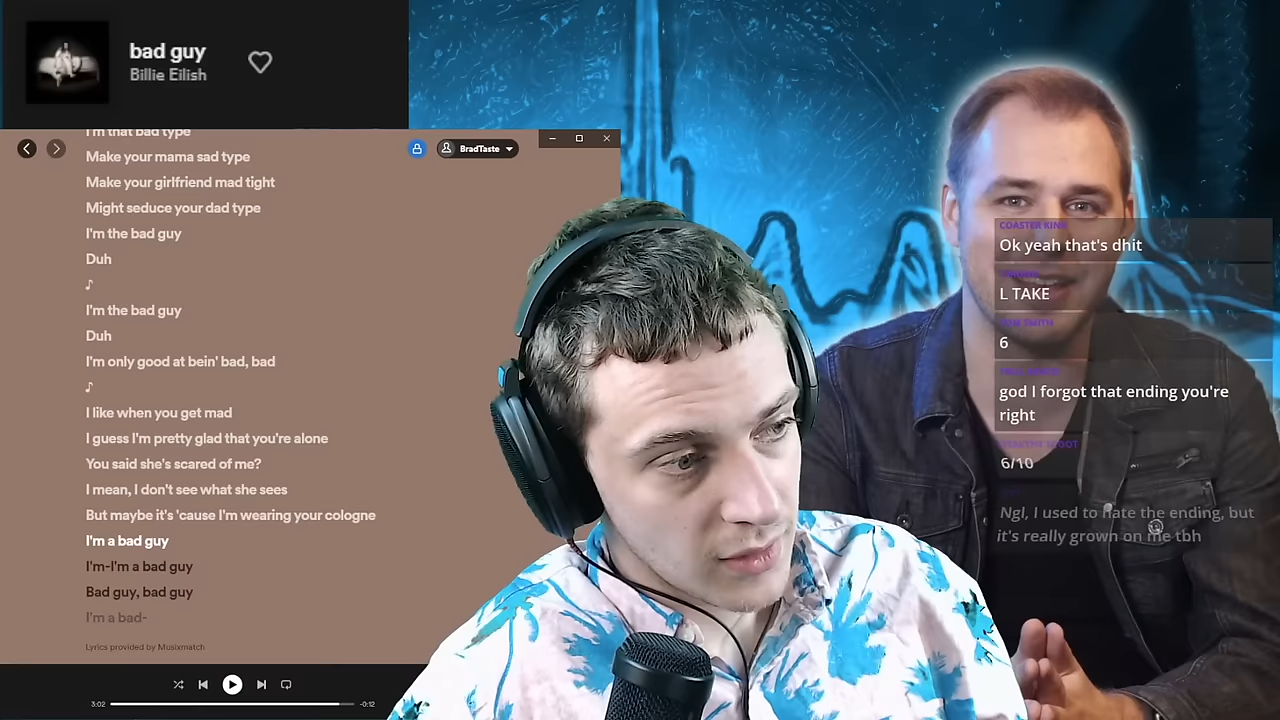 bad guy
Billie Eilish
I'm that bad type
BradTaste
Make your mama sad type
Make your girlfriend mad tight
Might seduce your dad type
I'm the bad guy
Duh
♪
I'm the bad guy
Duh
I'm only good at bein' bad, bad
♪
I like when you get mad
I guess I'm pretty glad that you're alone
You said she's scared of me?
I mean, I don't see what she sees
But maybe it's 'cause I'm wearing your cologne
I'm a bad guy
I'm-I'm a bad guy
Bad guy, bad guy
I'm a bad-
Lyrics provided by Musixmatch
3:02
-0:12
COASTER KING
Ok yeah that's dhit
L TAKE
SMITH
6
god I forgot that ending you're
right
6/10
Ngl, I used to hate the ending, but
it's really grown on me tbh